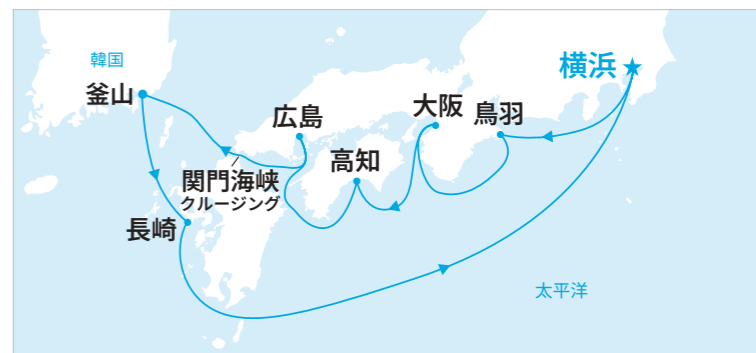 韓国
釜山
横浜
大阪
鳥羽
広島
高知
関門海峡
クルージング
長崎
太平洋